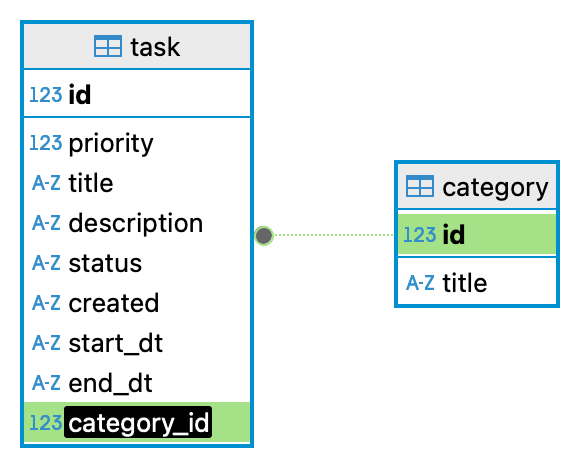 task
123 id
123 priority
A-Z title
A-Z description
A-Z status
A-Z created
A-Z start_dt
A-Z end_dt
123 category_id
category
123 id
A-Z title